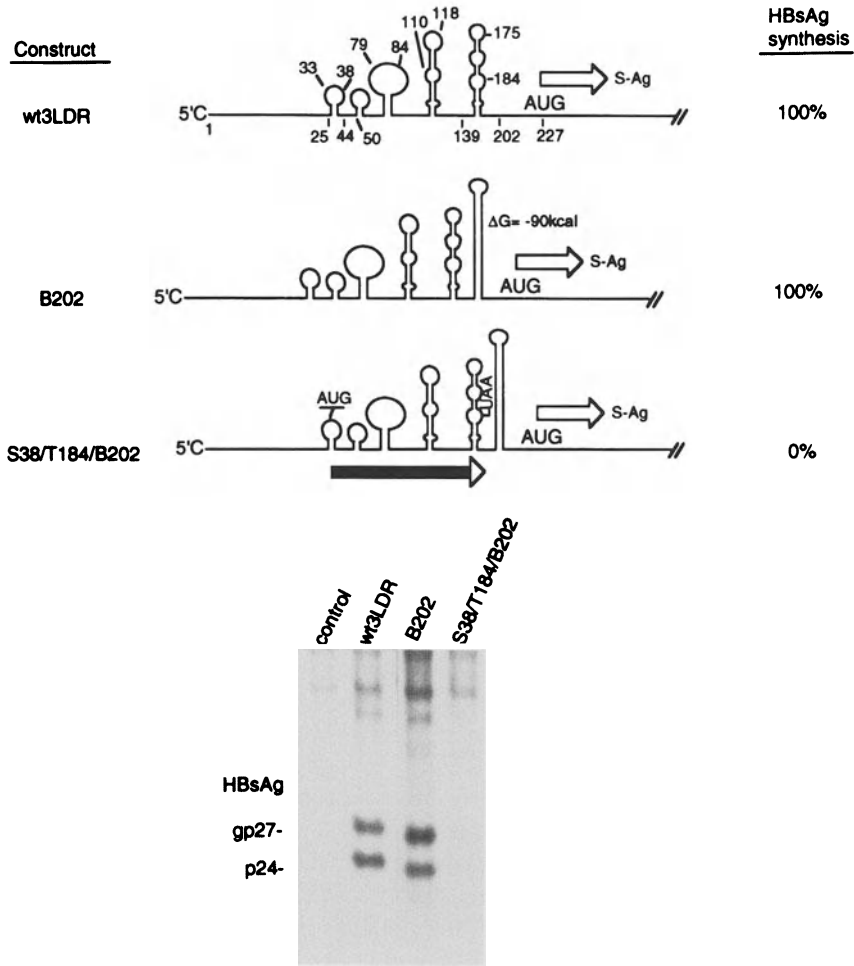 HBsAg
synthesis
Construct
wt3LDR
5'C
1
33
38
79
84
110
118
175
184
25
44
50
139
202
227
AUG
S-Ag
100%
B202
5'C
ΔG= -90kcal
AUG
S-Ag
100%
S38/T184/B202
5'C
AUG
UAA
AUG
S-Ag
0%
control
wt3LDR
B202
S38/T184/B202
HBsAg
gp27-
p24-